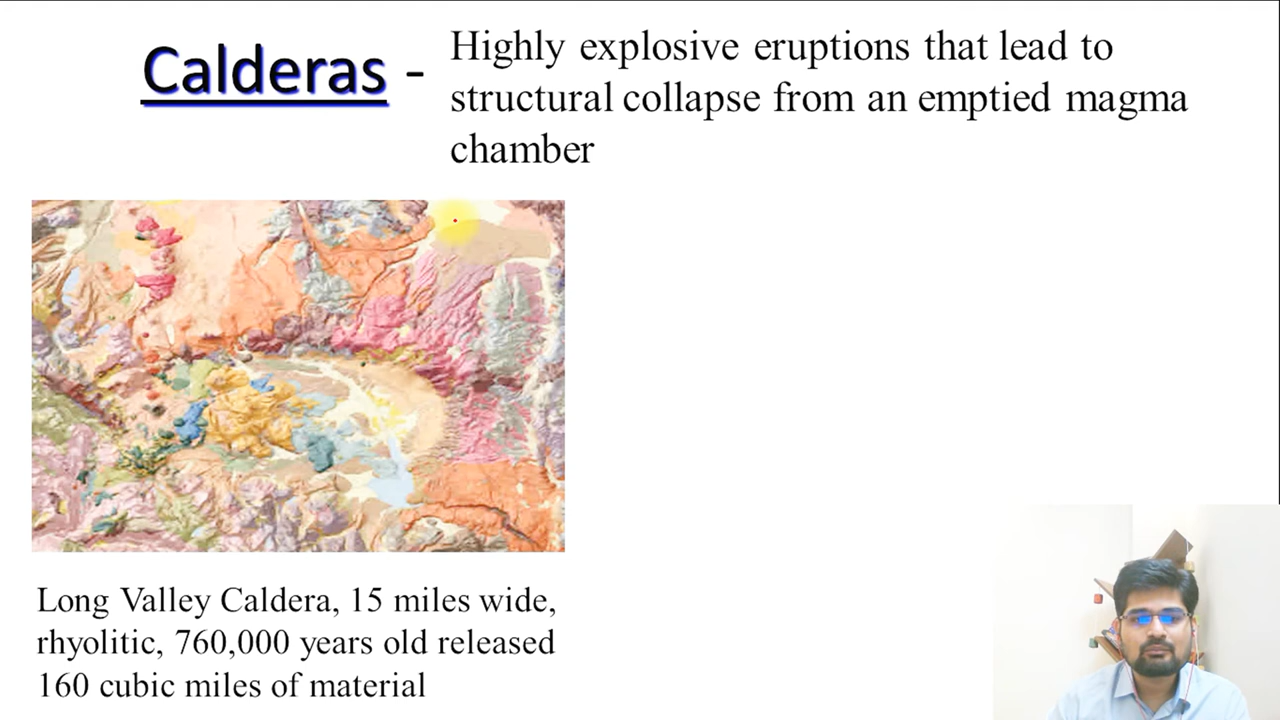 Calderas -
Highly explosive eruptions that lead to
structural collapse from an emptied magma
chamber
Long Valley Caldera, 15 miles wide,
rhyolitic, 760,000 years old released
160 cubic miles of material